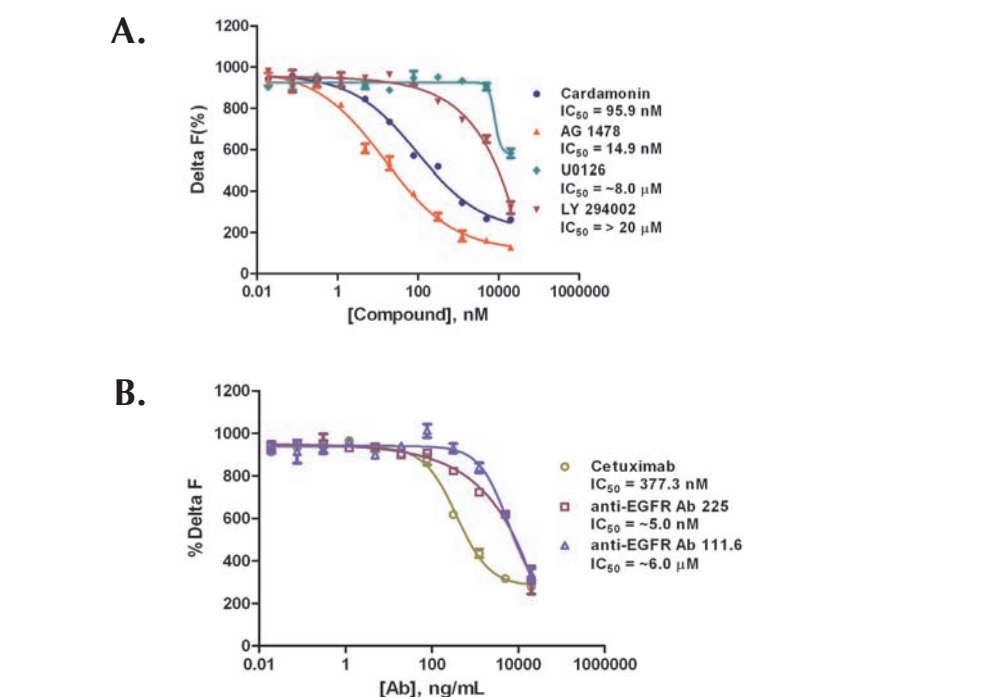 A.
1200
1000
800
600
400
200
0
Delta F(%)
0.01 1 100 10000 1000000
[Compound], nM
Cardamonin
IC50 = 95.9 nM
AG 1478
IC50 = 14.9 nM
U0126
IC50 = ~8.0 µM
LY 294002
IC50 = > 20 µM
B.
1200
1000
800
600
400
200
0
%Delta F
0.01 1 100 10000 1000000
[Ab], ng/mL
Cetuximab
IC50 = 377.3 nM
anti-EGFR Ab 225
IC50 = ~5.0 nM
anti-EGFR Ab 111.6
IC50 = ~6.0 µM